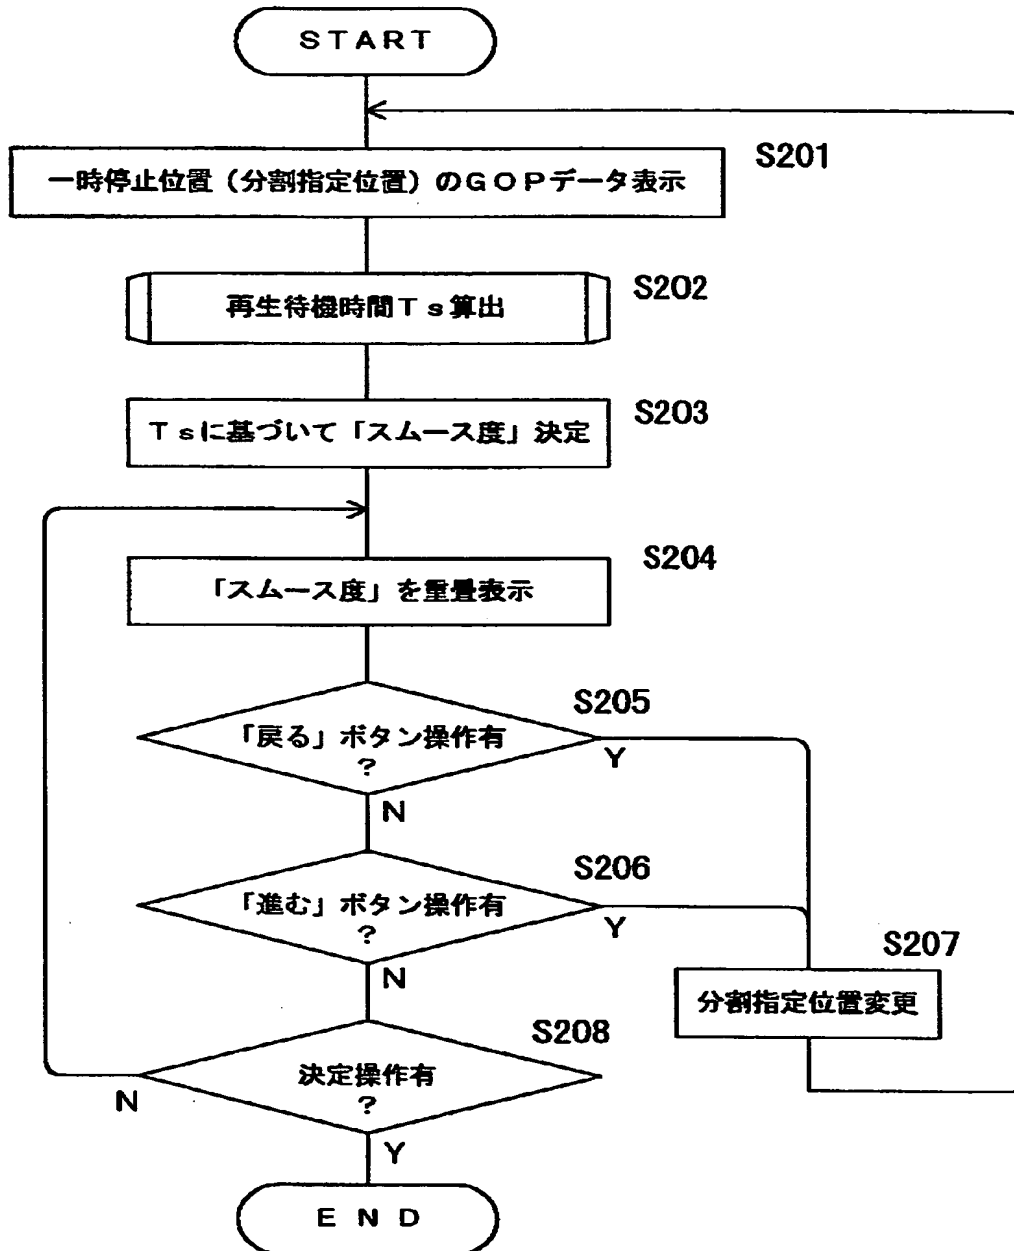 ＳＴＡＲＴ
S201
一時停止位置（分割指定位置）のＧＯＰデータ表示
S202
再生待機時間Ｔｓ算出
S203
Ｔｓに基づいて「スムース度」決定
S204
「スムース度」を重畳表示
S205
「戻る」ボタン操作有
？
Y
N
S206
「進む」ボタン操作有
？
Y
N
S207
分割指定位置変更
S208
決定操作有
？
N
Y
ＥＮＤ